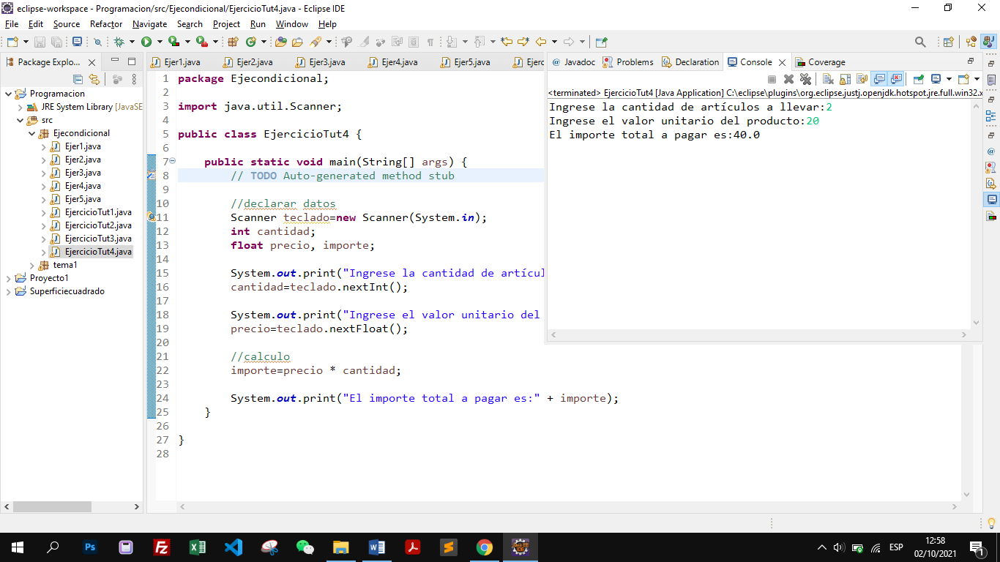 eclipse-workspace - Programacion/src/Ejecondicional/EjercicioTut4.java - Eclipse IDE
File Edit Source Refactor Navigate Search Project Run Window Help
Package Explo...
Programacion
JRE System Library [JavaSE
src
Ejecondicional
Ejer1.java
Ejer2.java
Ejer3.java
Ejer4.java
Ejer5.java
EjercicioTut1.java
EjercicioTut2.java
EjercicioTut3.java
EjercicioTut4.java
tema1
Proyecto1
Superficiecuadrado
Ejer1.java Ejer2.java Ejer3.java Ejer4.java Ejer5.java Ejerc
1 package Ejecondicional;
2
3 import java.util.Scanner;
4
5 public class EjercicioTut4 {
6
7 public static void main(String[] args) {
8 // TODO Auto-generated method stub
9
10 //declarar datos
11 Scanner teclado=new Scanner(System.in);
12 int cantidad;
13 float precio, importe;
14
15 System.out.print("Ingrese la cantidad de artícul
16 cantidad=teclado.nextInt();
17
18 System.out.print("Ingrese el valor unitario del
19 precio=teclado.nextFloat();
20
21 //calculo
22 importe=precio * cantidad;
23
24 System.out.print("El importe total a pagar es:" + importe);
25 }
26
27 }
28
@ Javadoc Problems Declaration Console Coverage
<terminated> EjercicioTut4 [Java Application] C:\eclipse\plugins\org.eclipse.justj.openjdk.hotspot.jre.full.win32.x
Ingrese la cantidad de artículos a llevar:2
Ingrese el valor unitario del producto:20
El importe total a pagar es:40.0
Ps
ESP
12:58
02/10/2021
1